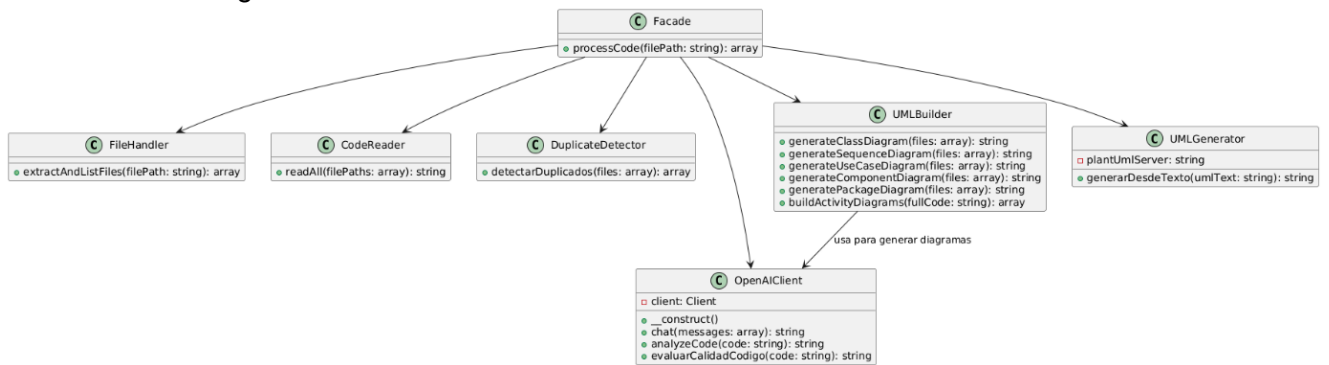 C Facade
processCode(filePath: string): array
C FileHandler
extractAndListFiles(filePath: string): array
C CodeReader
readAll(filePaths: array): string
C DuplicateDetector
detectarDuplicados(files: array): array
C UMLBuilder
generateClassDiagram(files: array): string
generateSequenceDiagram(files: array): string
generateUseCaseDiagram(files: array): string
generateComponentDiagram(files: array): string
generatePackageDiagram(files: array): string
buildActivityDiagrams(fullCode: string): array
C UMLGenerator
plantUmlServer: string
generarDesdeTexto(umlText: string): string
usa para generar diagramas
C OpenAIClient
client: Client
__construct()
chat(messages: array): string
analyzeCode(code: string): string
evaluarCalidadCodigo(code: string): string